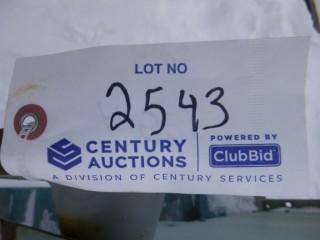 LOT NO
2543
CENTURY AUCTIONS
POWERED BY
ClubBid
A DIVISION OF CENTURY SERVICES